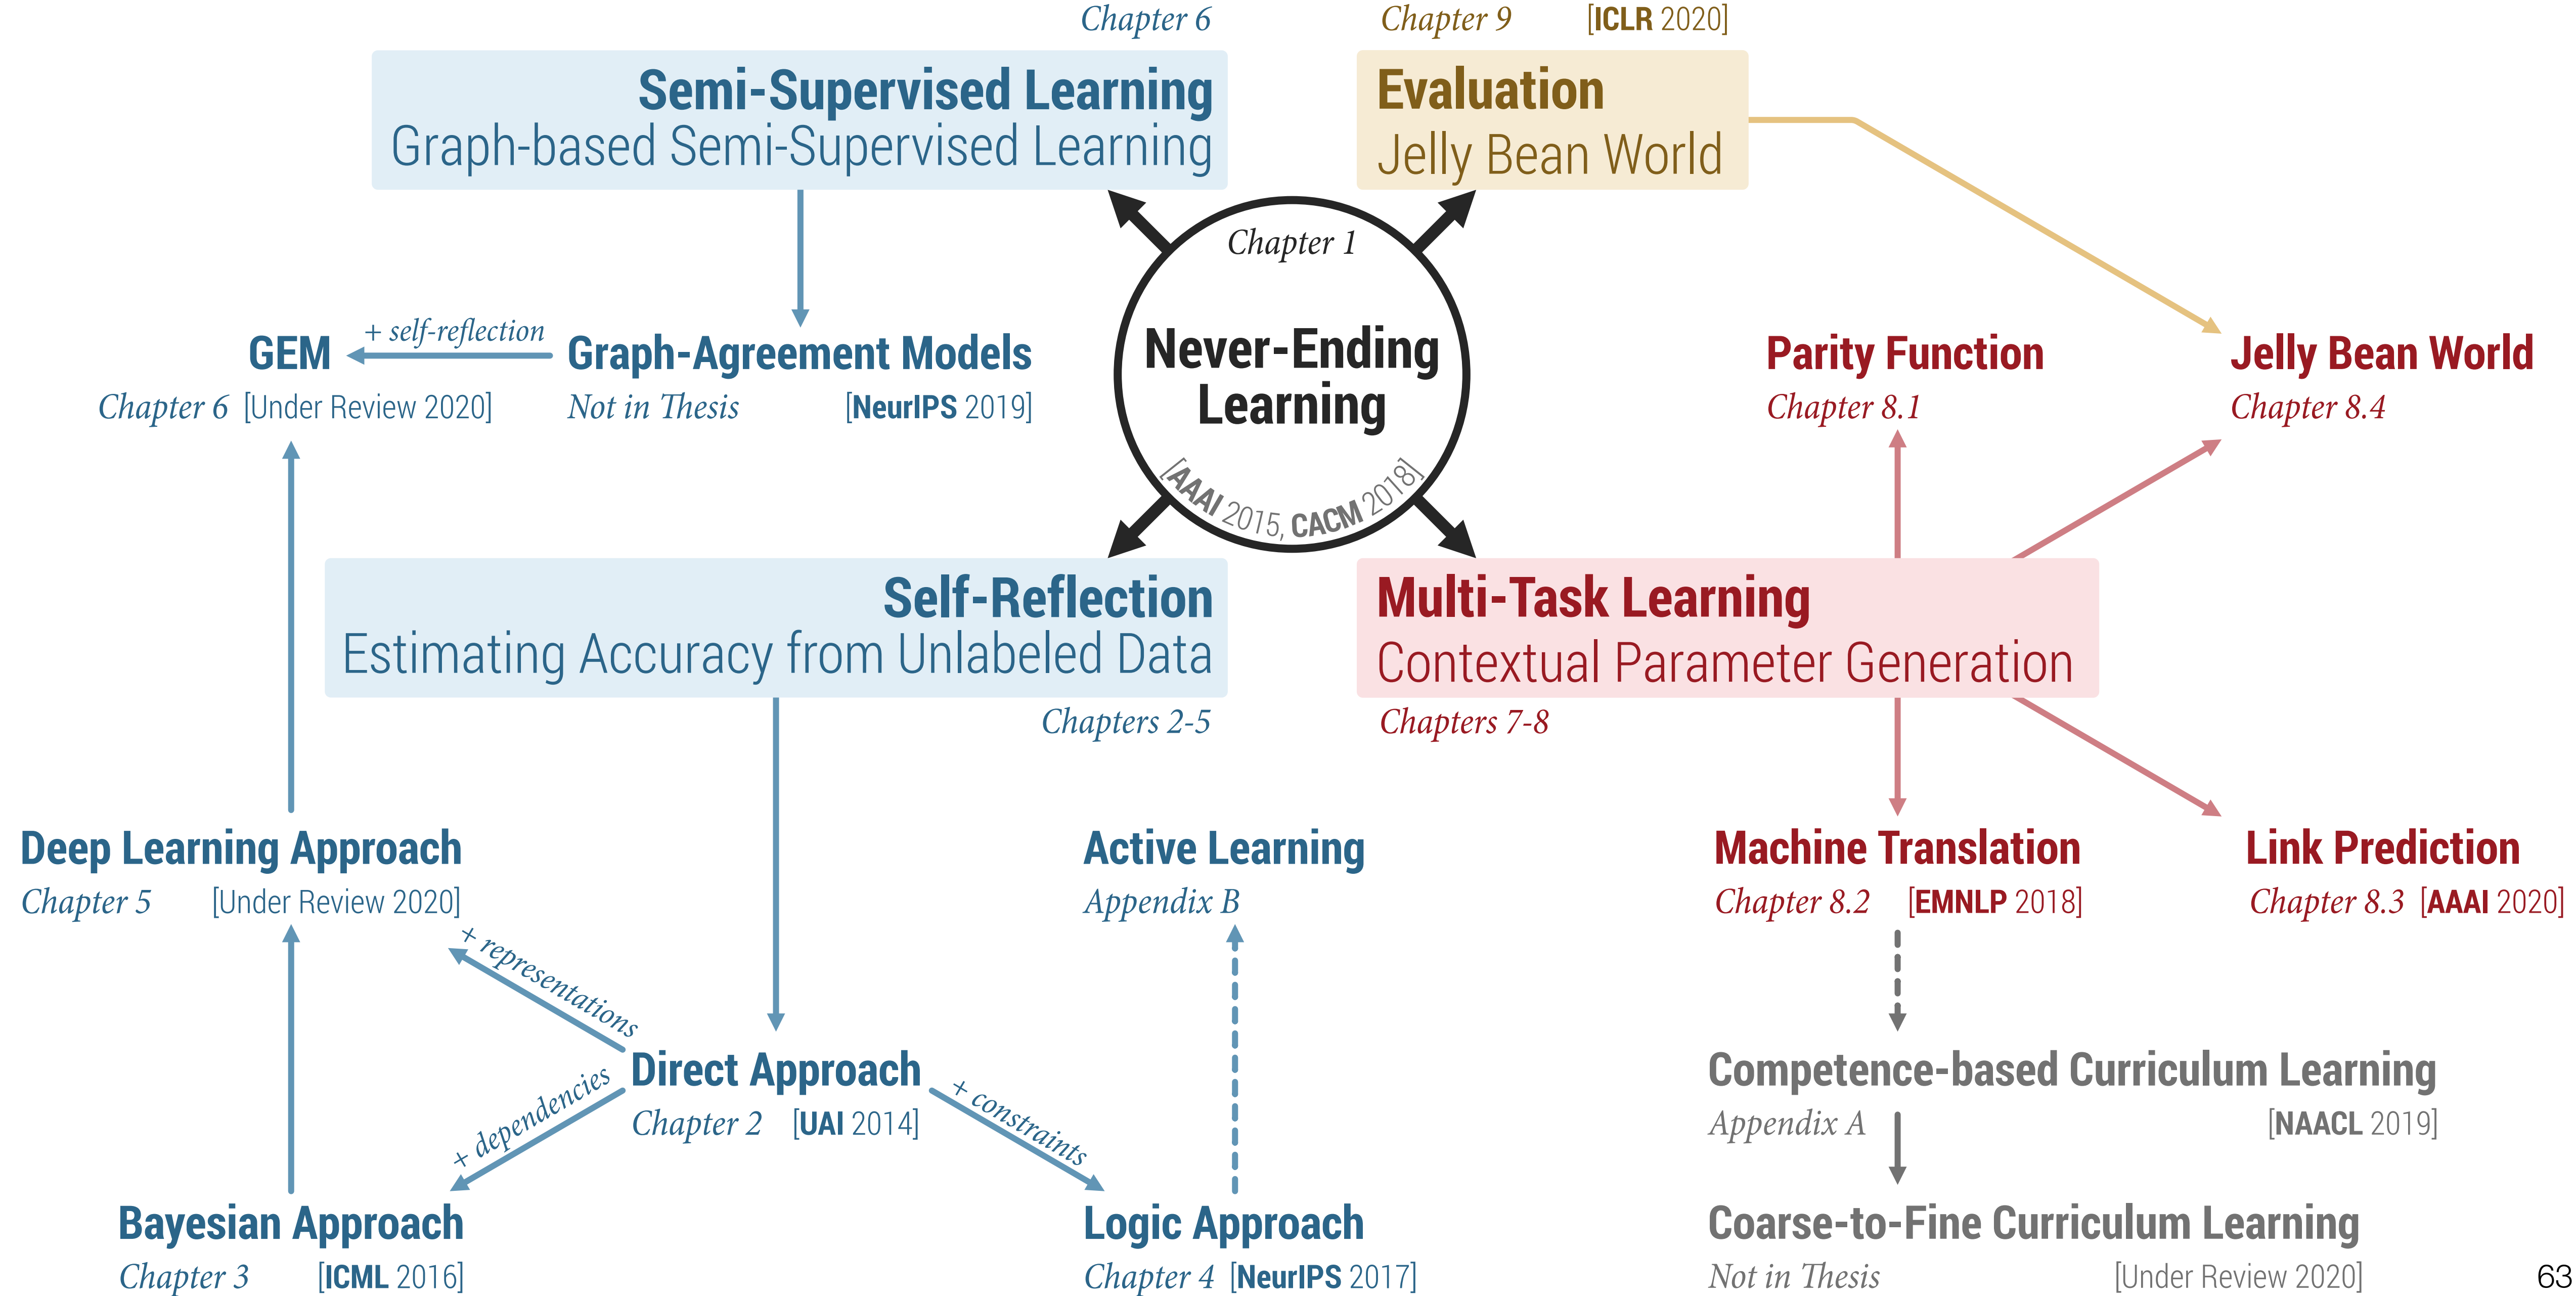 Chapter 6
Semi-Supervised Learning
Graph-based Semi-Supervised Learning
Chapter 9 [ICLR 2020]
Evaluation
Jelly Bean World
Chapter 1
Never-Ending
Learning
[AAAI 2015, CACM 2018]
GEM
Chapter 6 [Under Review 2020]
+ self-reflection
Graph-Agreement Models
Not in Thesis [NeurIPS 2019]
Parity Function
Chapter 8.1
Jelly Bean World
Chapter 8.4
Self-Reflection
Estimating Accuracy from Unlabeled Data
Chapters 2-5
Multi-Task Learning
Contextual Parameter Generation
Chapters 7-8
Deep Learning Approach
Chapter 5 [Under Review 2020]
Active Learning
Appendix B
Machine Translation
Chapter 8.2 [EMNLP 2018]
Link Prediction
Chapter 8.3 [AAAI 2020]
+ representations
+ dependencies
Direct Approach
Chapter 2 [UAI 2014]
+ constraints
Competence-based Curriculum Learning
Appendix A [NAACL 2019]
Bayesian Approach
Chapter 3 [ICML 2016]
Logic Approach
Chapter 4 [NeurIPS 2017]
Coarse-to-Fine Curriculum Learning
Not in Thesis [Under Review 2020]
63